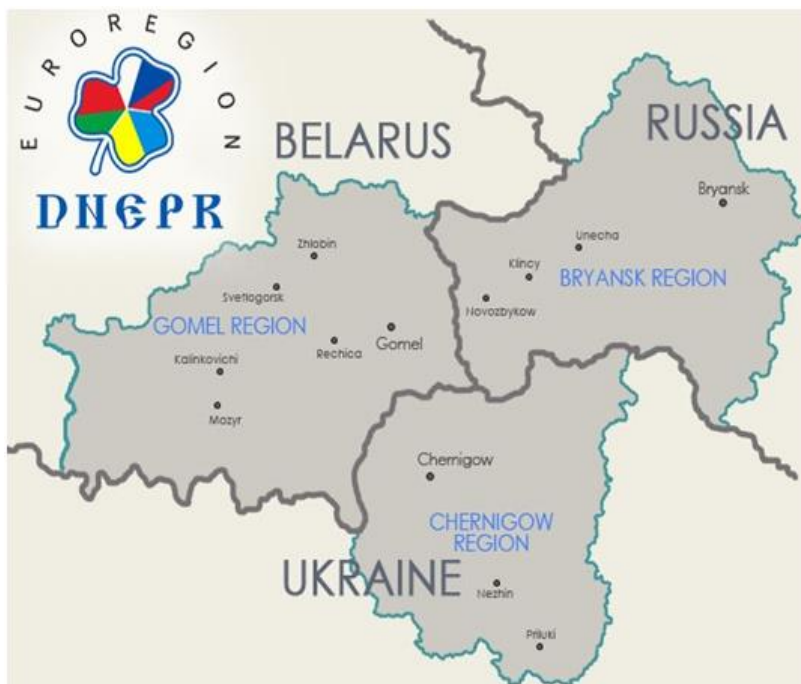 EUROREGION
DNEPR
BELARUS
RUSSIA
Bryansk
Zhlobin
Unecha
Klincy
BRYANSK REGION
Svetlogorsk
Novozbykow
GOMEL REGION
Gomel
Rechica
Kalinkovichi
Mozyr
Chernigow
CHERNIGOW
REGION
UKRAINE
Nezhin
Priluki